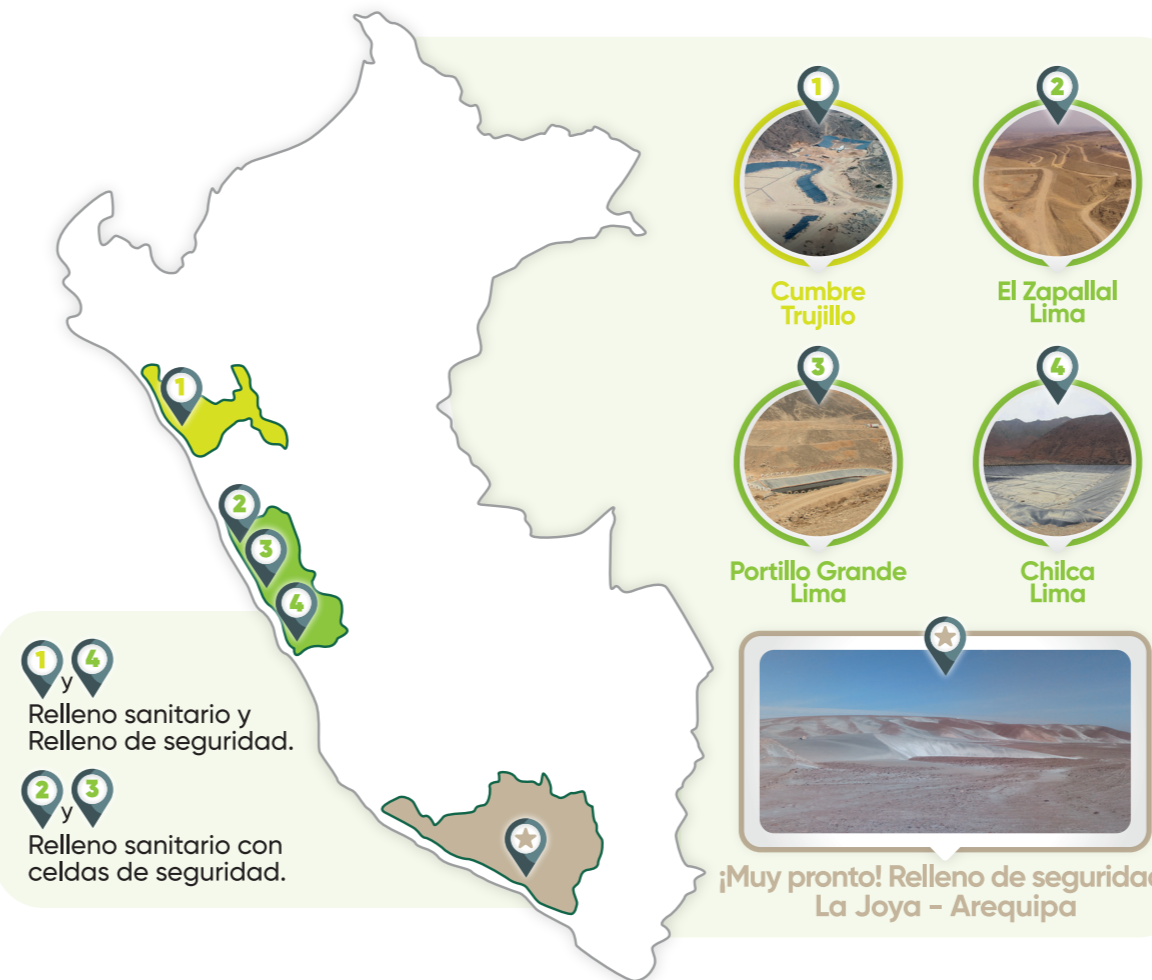 1
2
Cumbre
Trujillo
El Zapallal
Lima
3
4
Portillo Grande
Lima
Chilca
Lima
1
2
3
4
1 y 4
Relleno sanitario y
Relleno de seguridad.
2 y 3
Relleno sanitario con
celdas de seguridad.
¡Muy pronto! Relleno de seguridad
La Joya - Arequipa